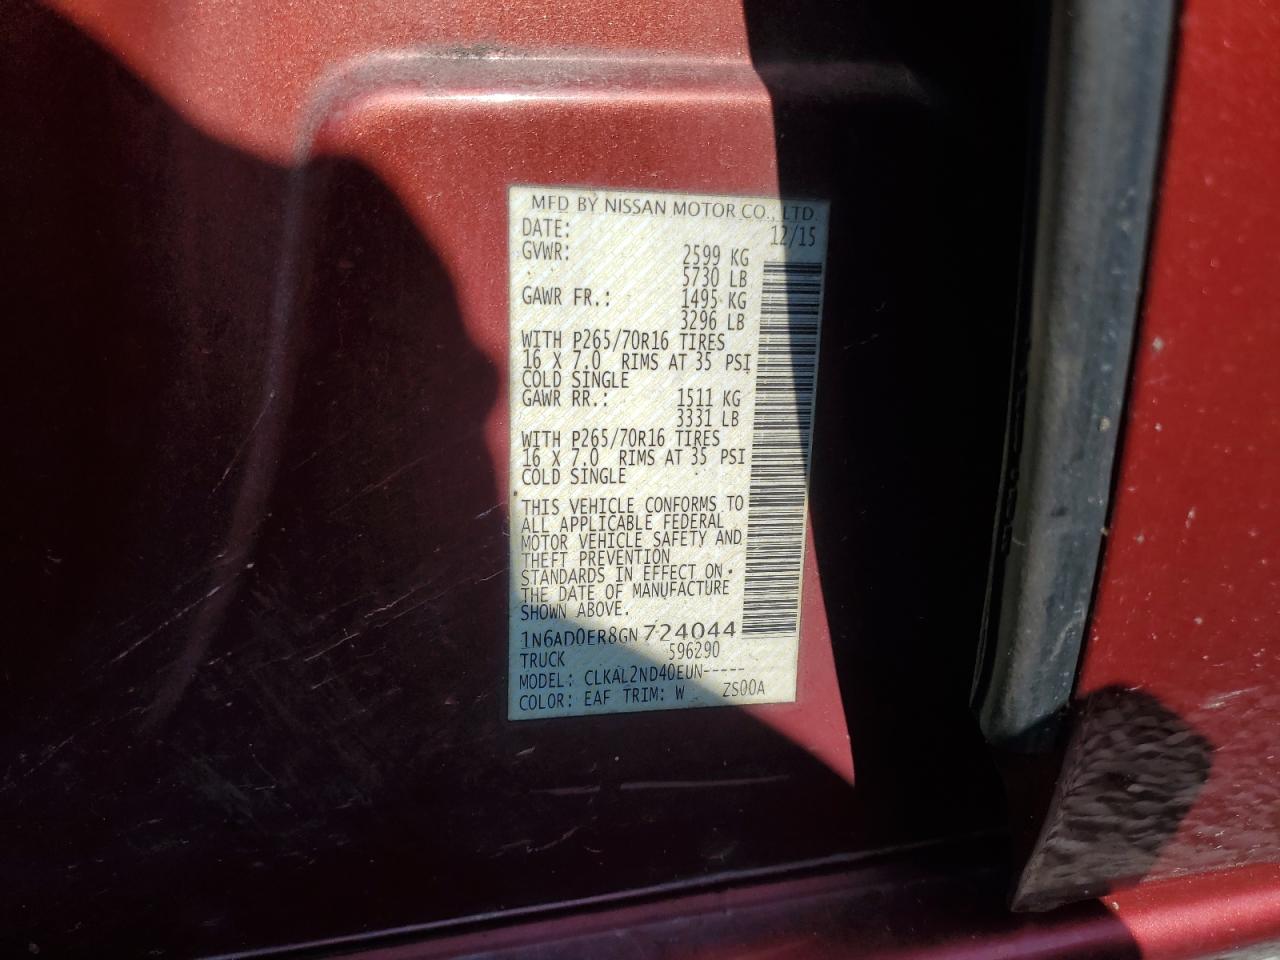 MFD BY NISSAN MOTOR CO., LTD.
DATE: 12/15
GVWR: 2599 KG
5730 LB
GAWR FR.: 1495 KG
3296 LB
WITH P265/70R16 TIRES
16 X 7.0 RIMS AT 35 PSI
COLD SINGLE
GAWR RR.: 1511 KG
3331 LB
WITH P265/70R16 TIRES
16 X 7.0 RIMS AT 35 PSI
COLD SINGLE
THIS VEHICLE CONFORMS TO
ALL APPLICABLE FEDERAL
MOTOR VEHICLE SAFETY AND
THEFT PREVENTION
STANDARDS IN EFFECT ON
THE DATE OF MANUFACTURE
SHOWN ABOVE.
1N6AD0ER8GN724044
TRUCK 596290
MODEL: CLKAL2ND40EUN-----
COLOR: EAF TRIM: W ZS00A